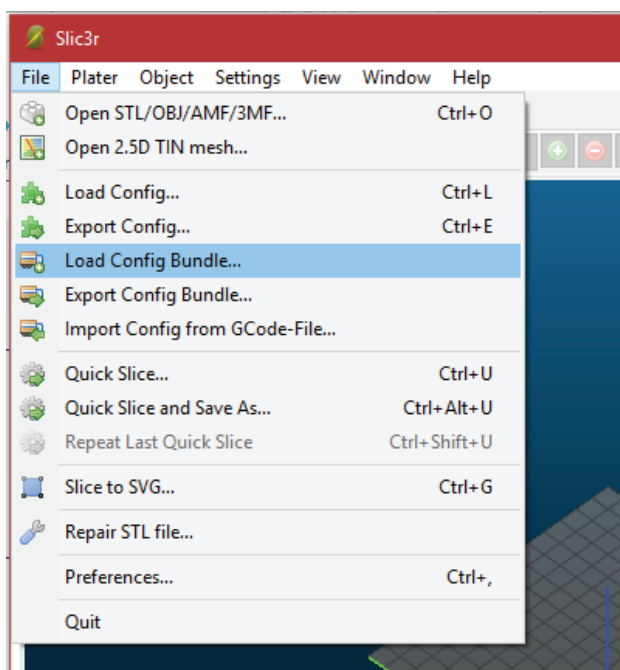 Slic3r
File Plater Object Settings View Window Help
Open STL/OBJ/AMF/3MF... Ctrl+O
Open 2.5D TIN mesh...
Load Config... Ctrl+L
Export Config... Ctrl+E
Load Config Bundle...
Export Config Bundle...
Import Config from GCode-File...
Quick Slice... Ctrl+U
Quick Slice and Save As... Ctrl+Alt+U
Repeat Last Quick Slice Ctrl+Shift+U
Slice to SVG... Ctrl+G
Repair STL file...
Preferences... Ctrl+,
Quit